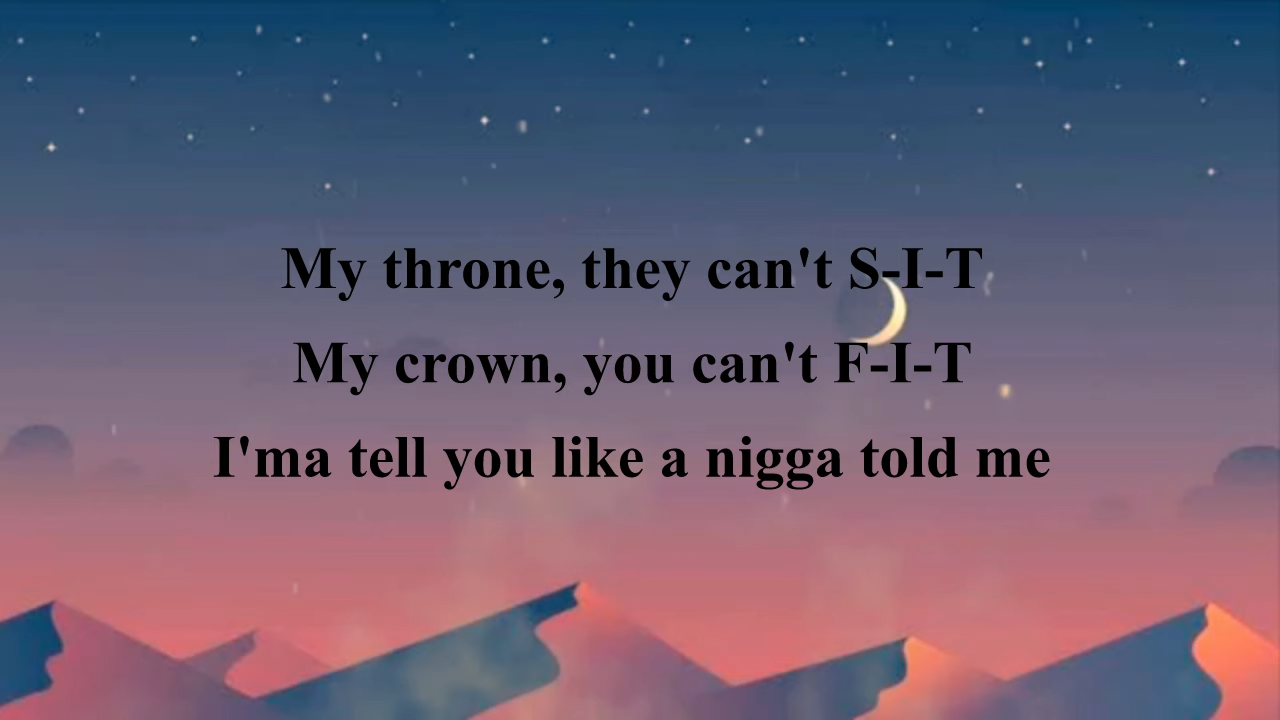 My throne, they can't S-I-T
My crown, you can't F-I-T
I'ma tell you like a nigga told me